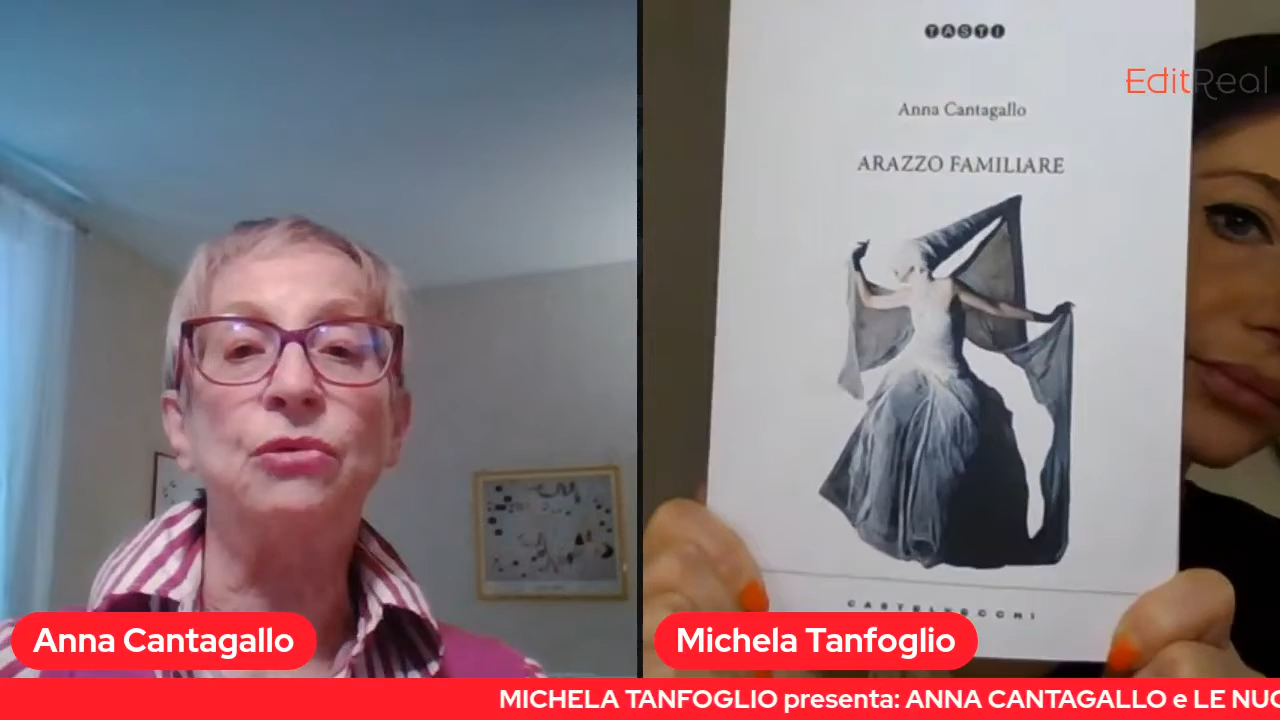 TASTI
EditReal
Anna Cantagallo
ARAZZO FAMILIARE
CASTELVECCHI
Anna Cantagallo
Michela Tanfoglio
MICHELA TANFOGLIO presenta: ANNA CANTAGALLO e LE NUO